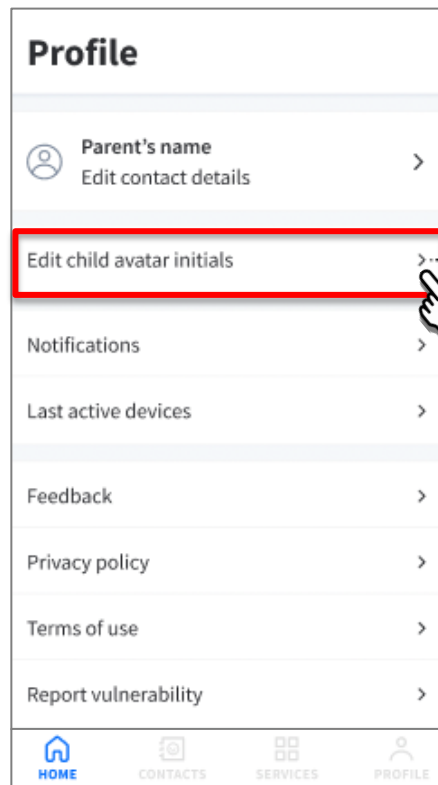 Profile
Parent's name
Edit contact details
Edit child avatar initials
Notifications
Last active devices
Feedback
Privacy policy
Terms of use
Report vulnerability
HOME CONTACTS SERVICES PROFILE